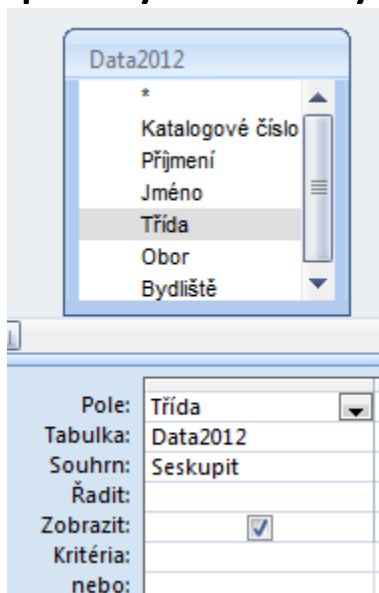 Data2012
*
Katalogové číslo
Příjmení
Jméno
Třída
Obor
Bydliště
Pole: Třída
Tabulka: Data2012
Souhrn: Seskupit
Řadit:
Zobrazit:
Kritéria:
nebo: